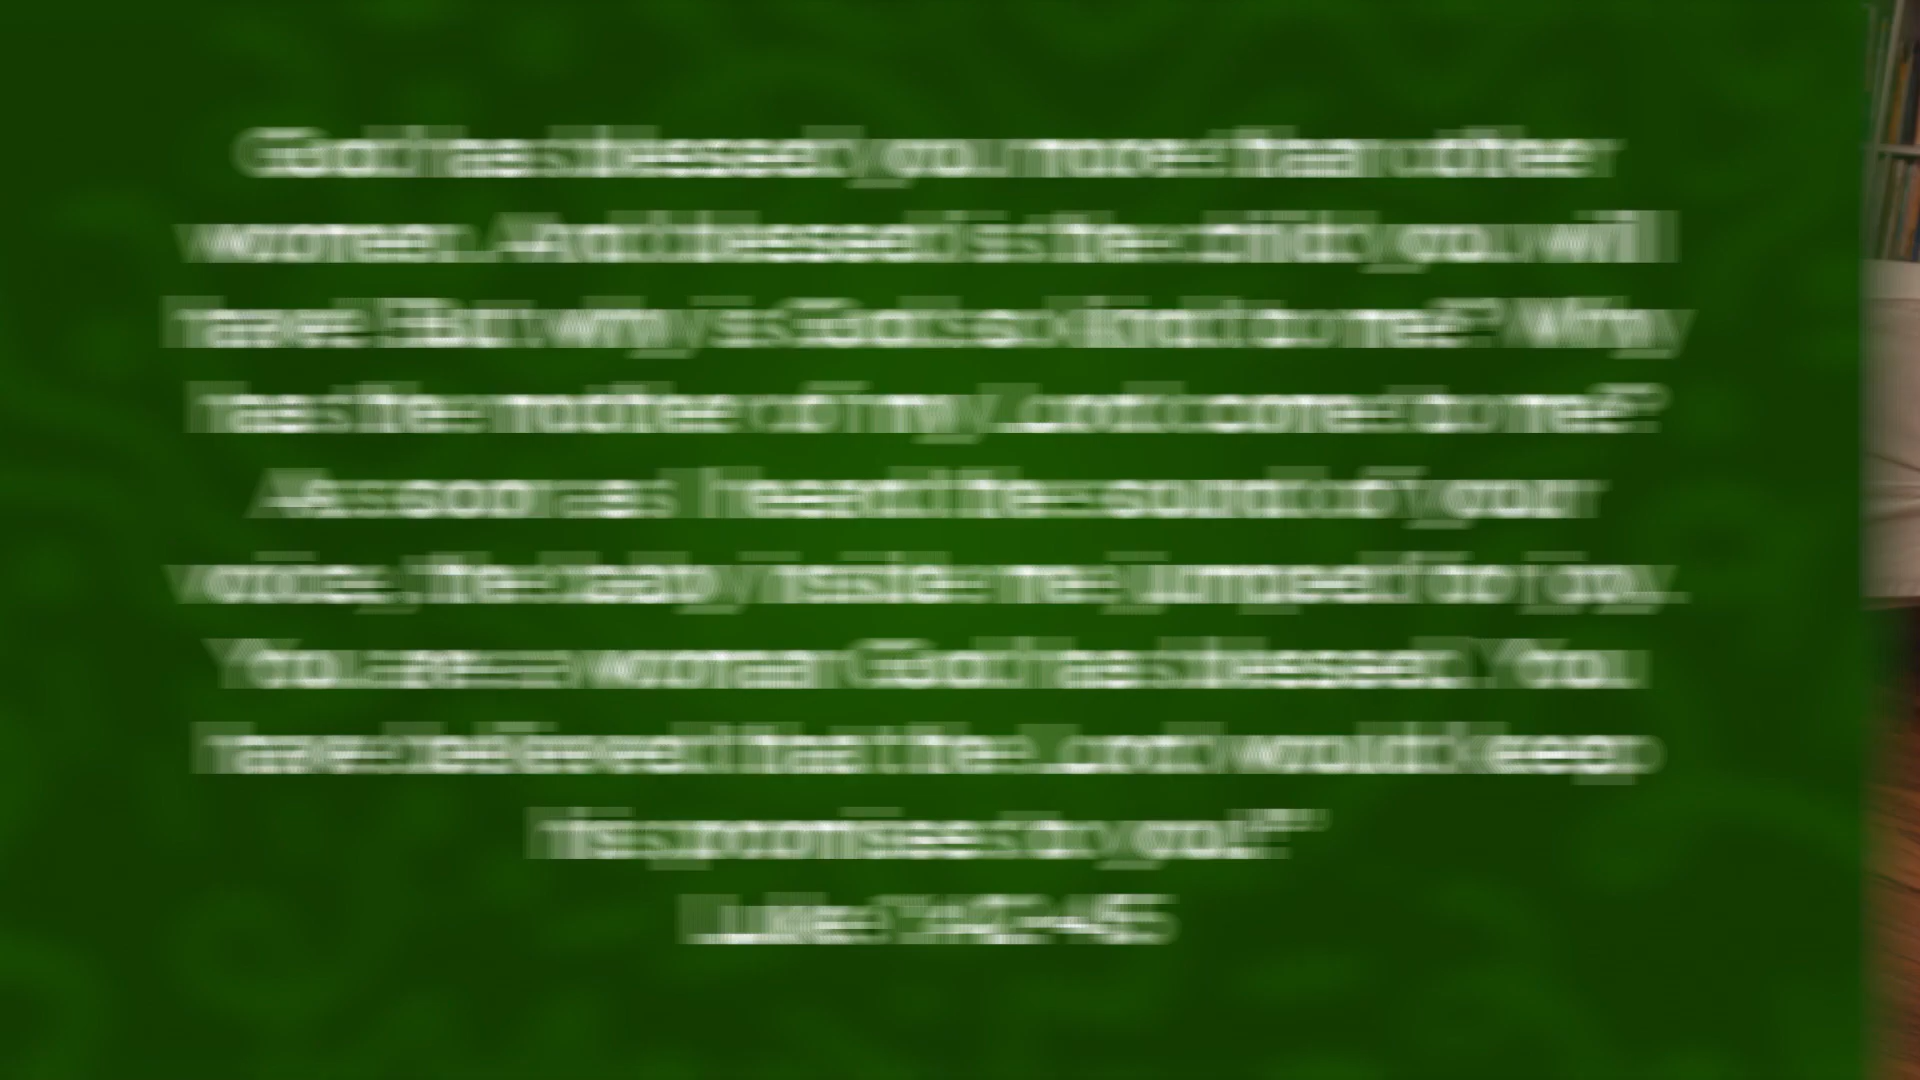 God has blessed you more than other
women. And blessed is the child you will
have! But why is God so kind to me? Why
has the mother of my Lord come to me?
As soon as I heard the sound of your
voice, the baby inside me jumped for joy.
You are a woman God has blessed. You
have believed that the Lord would keep
his promises to you!"
Luke 1:42-45